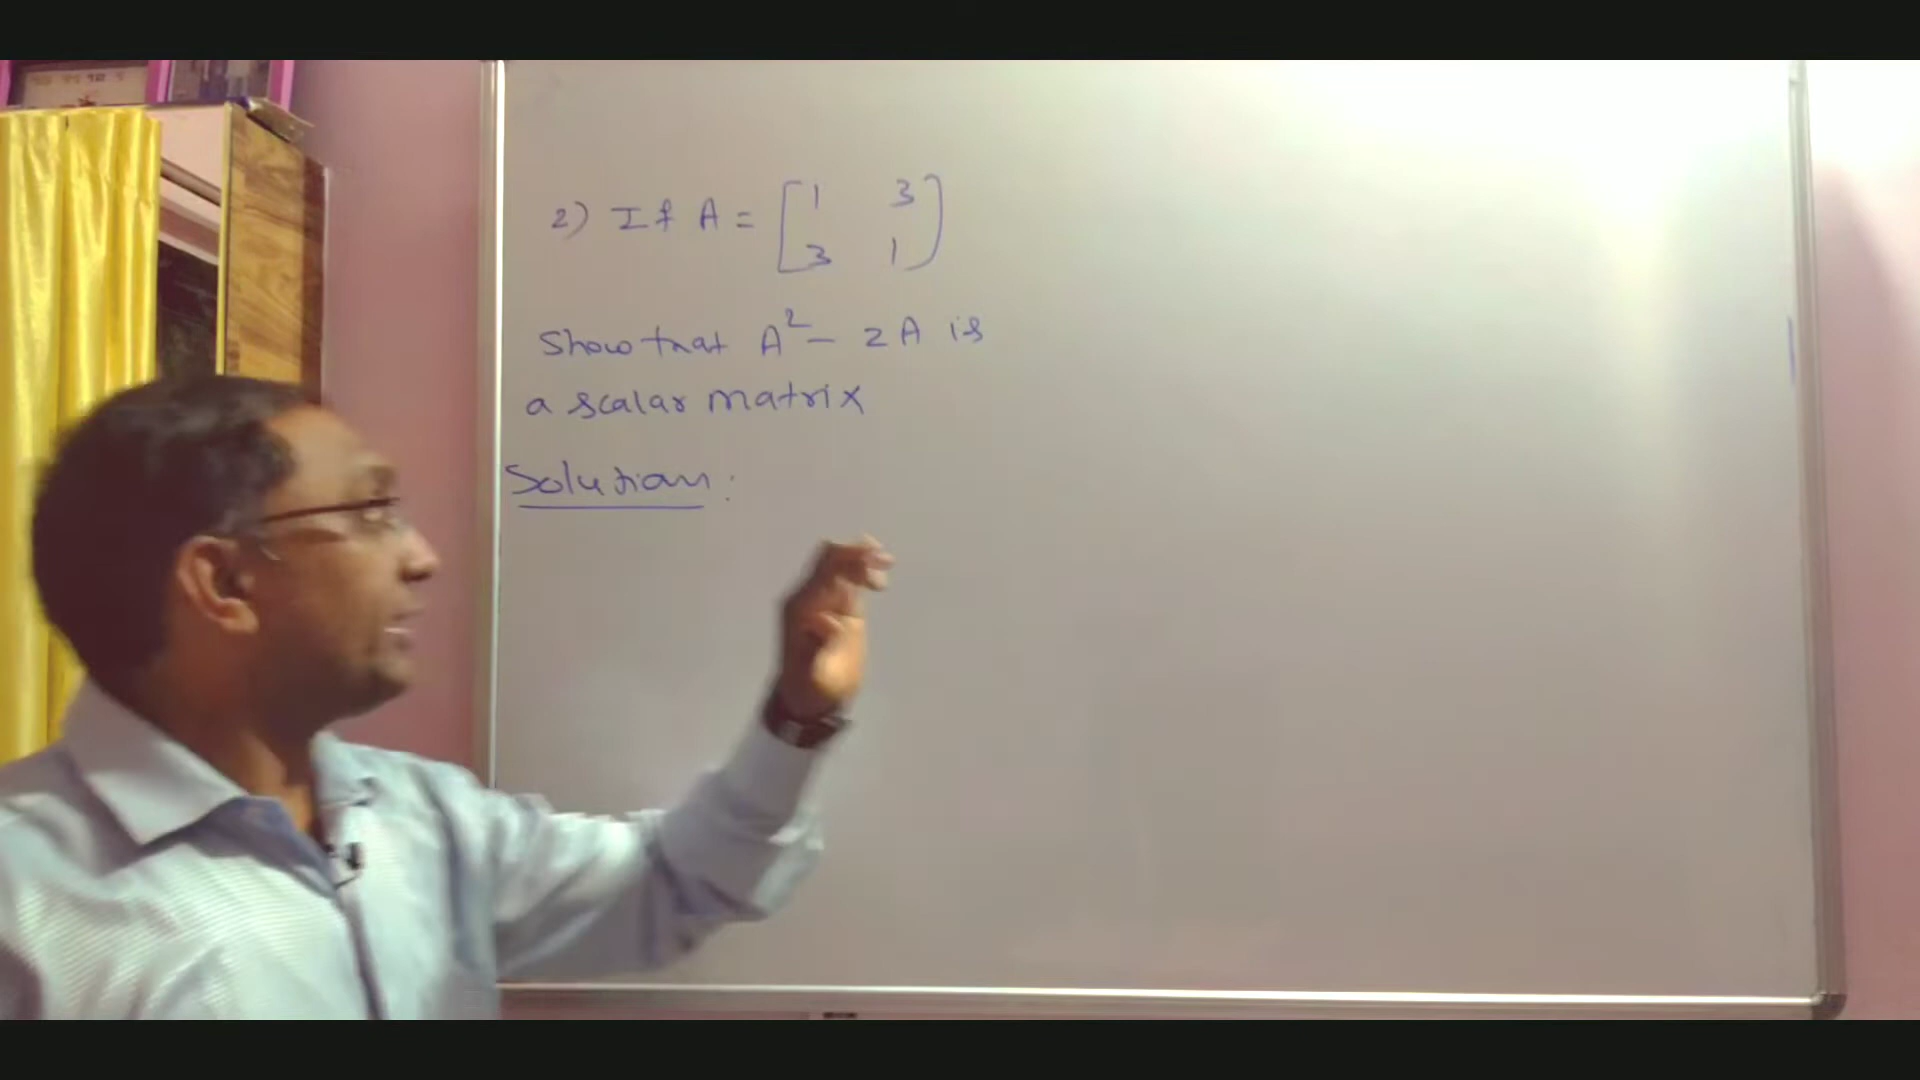 2) If A = [1 3
3 1]
Show that A² - 2A is
a scalar matrix
Solution: